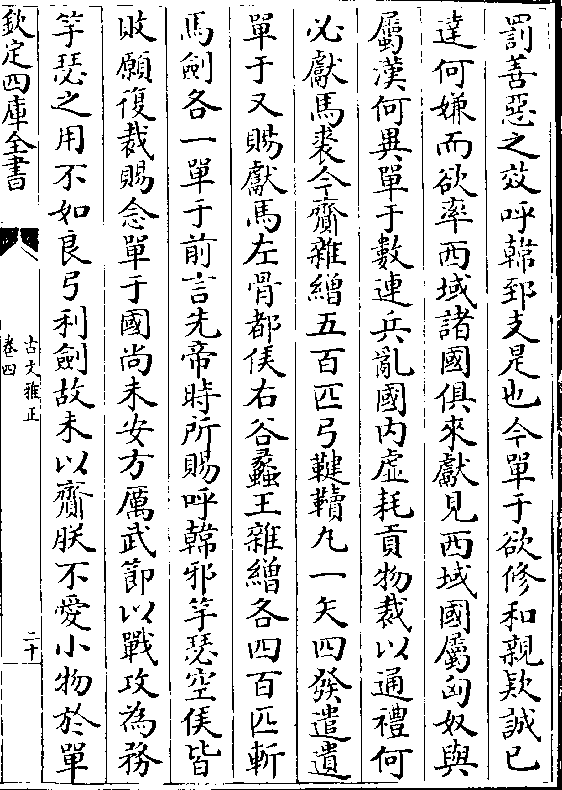 罰善惡之效呼韓郅支是也今單于欲修和親欵誠已
達何嫌而欲率西域諸國俱來獻見西域國屬匈奴與
屬漢何異單于數連兵亂國内虚耗貢物裁以通禮何
必獻馬裘今齎雜繒五百匹弓鞬韥丸一矢四發遣遺
單于又賜獻馬左骨都侯右谷蠡王雜繒各四百匹斬
馬劍各一單于前言先帝時所賜呼韓邪竽瑟空侯皆
敗願復裁賜念單于國尚未安方厲武節以戰攻為務
竽瑟之用不如良弓利劍故未以齎朕不愛小物於單
欽定四庫全書
古文雅正
卷四
二十